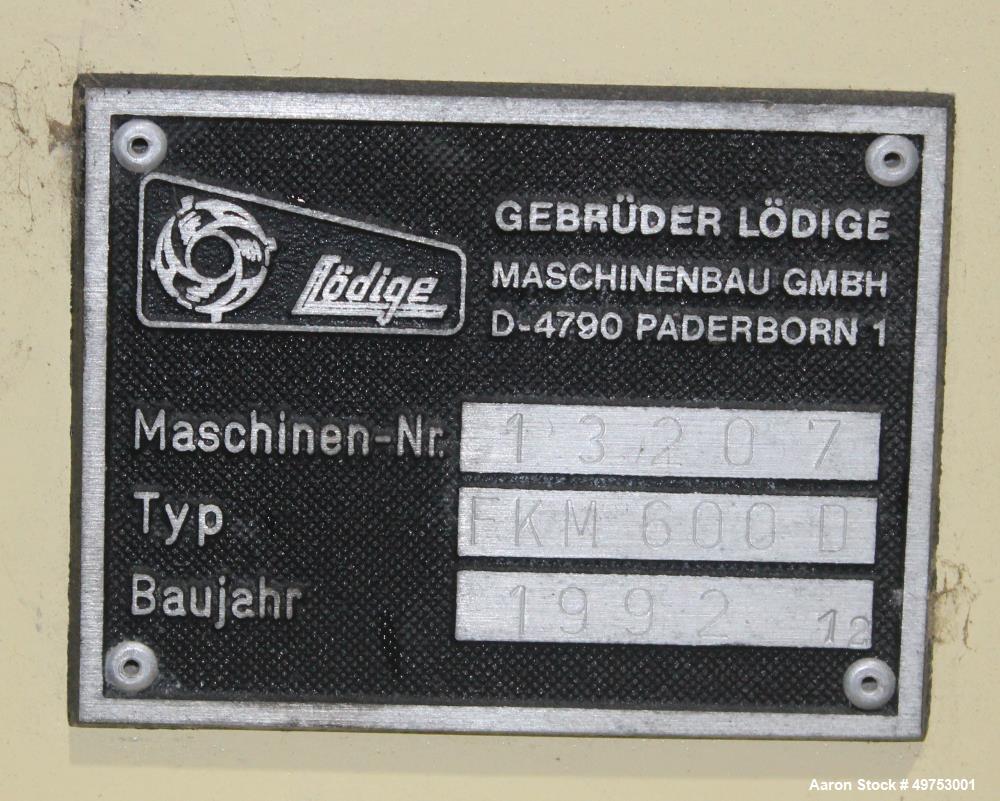 Lödige
GEBRÜDER LÖDIGE
MASCHINENBAU GMBH
D-4790 PADERBORN 1
Maschinen-Nr. 13207
Typ FKM 600 D
Baujahr 1992 12
Aaron Stock # 49753001